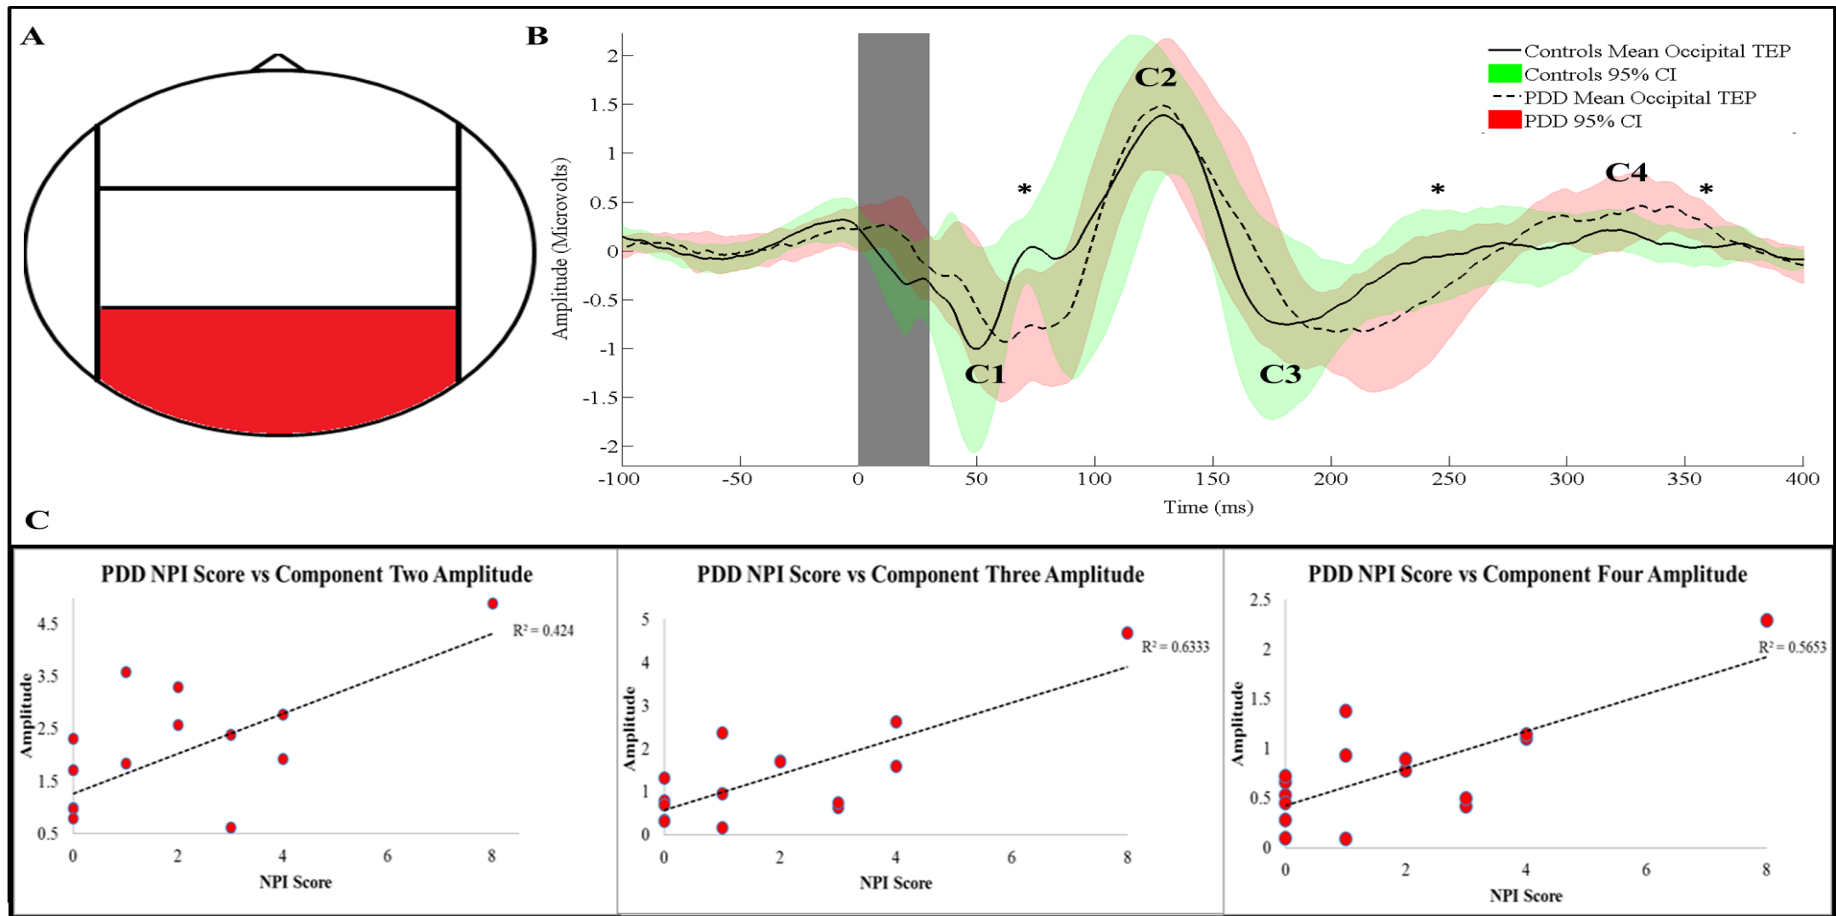 A
B
2
1.5
1
0.5
0
-0.5
-1
-1.5
-2
Amplitude (Microvolts)
C1
*
C2
C3
*
C4
*
Controls Mean Occipital TEP
Controls 95% CI
PDD Mean Occipital TEP
PDD 95% CI
-100 -50 0 50 100 150 200 250 300 350 400
Time (ms)
C
PDD NPI Score vs Component Two Amplitude
4.5
3.5
2.5
1.5
0.5
Amplitude
R² = 0.424
0 2 4 6 8
NPI Score
PDD NPI Score vs Component Three Amplitude
5
4
3
2
1
0
Amplitude
R² = 0.6333
0 2 4 6 8
NPI Score
PDD NPI Score vs Component Four Amplitude
2.5
2
1.5
1
0.5
0
Amplitude
R² = 0.5653
0 2 4 6 8
NPI Score